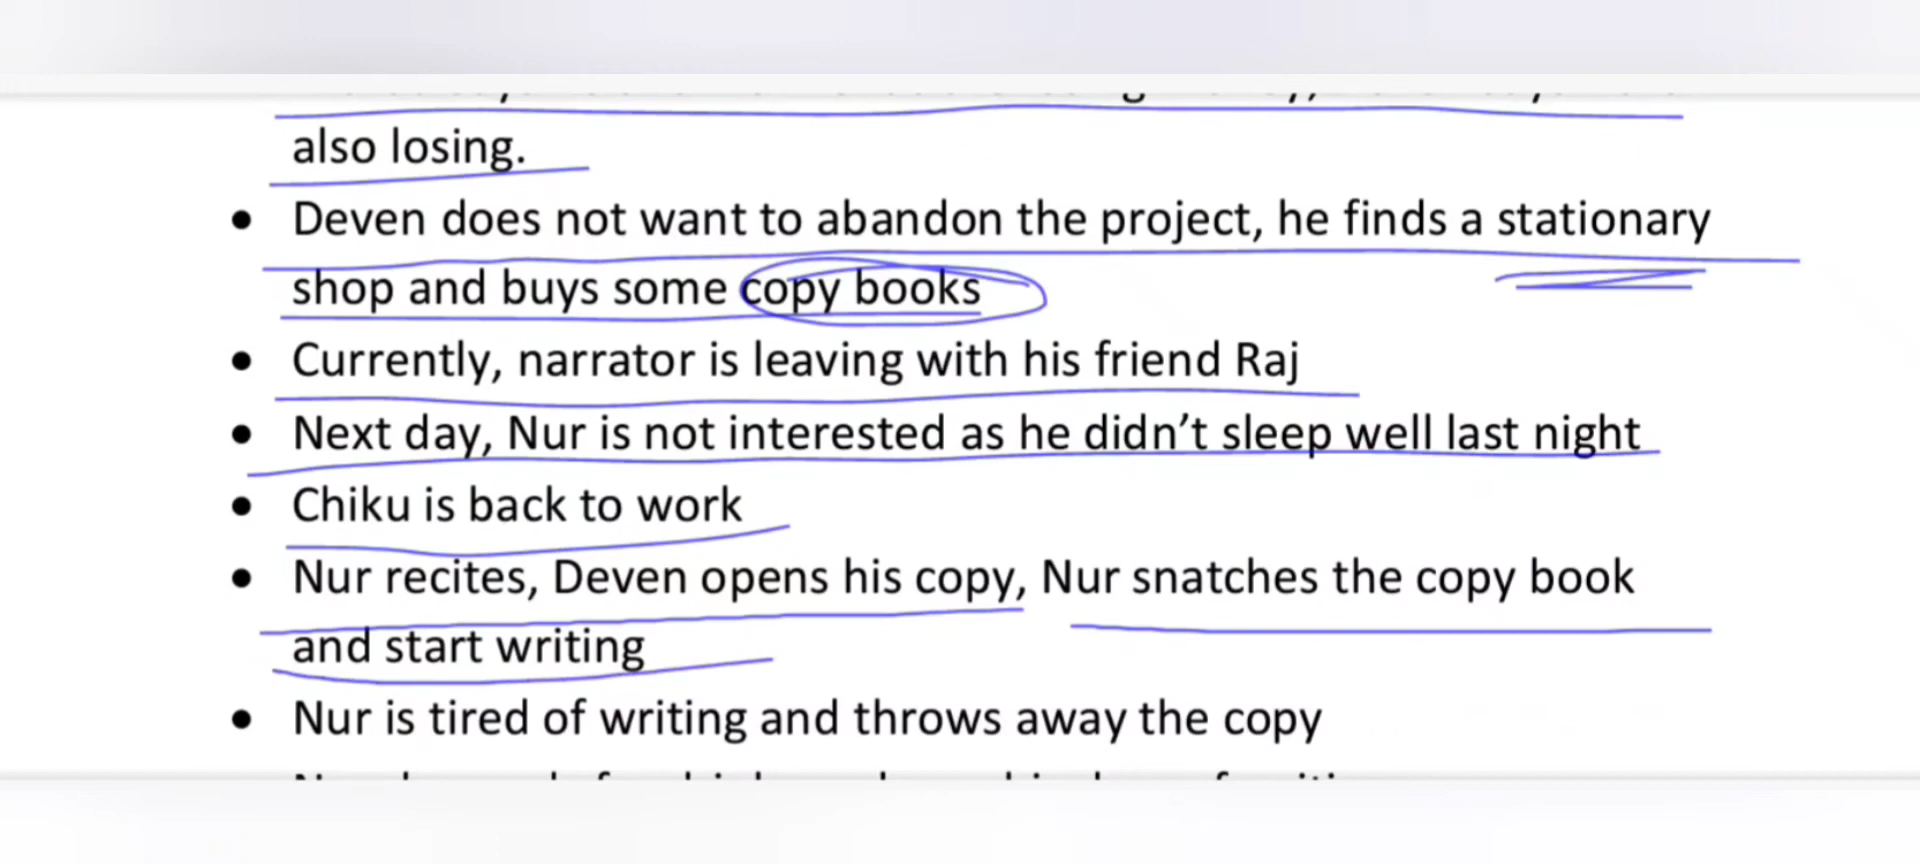 also losing.
• Deven does not want to abandon the project, he finds a stationary
shop and buys some copy books
• Currently, narrator is leaving with his friend Raj
• Next day, Nur is not interested as he didn’t sleep well last night
• Chiku is back to work
• Nur recites, Deven opens his copy, Nur snatches the copy book
and start writing
• Nur is tired of writing and throws away the copy